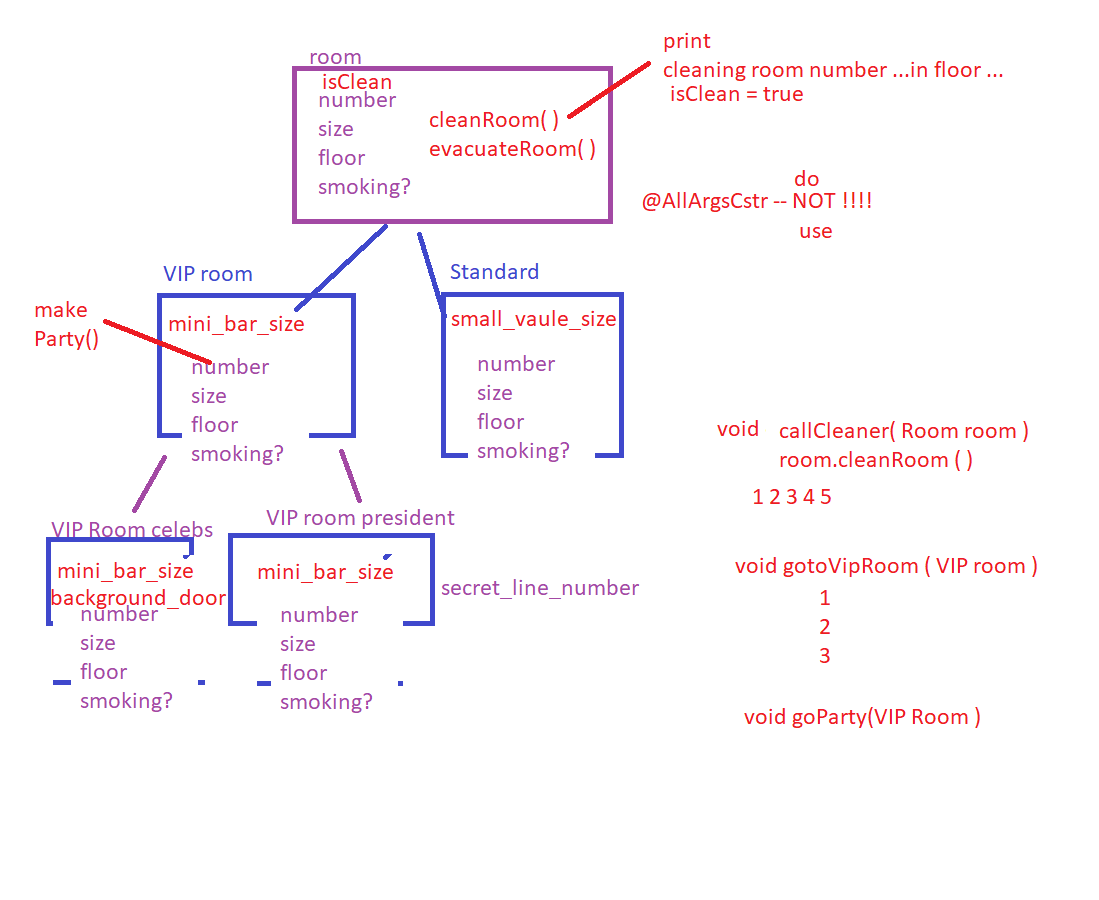 room
isClean
number
size
floor
smoking?
cleanRoom( )
evacuateRoom( )
print
cleaning room number ...in floor ...
isClean = true
do
@AllArgsCstr -- NOT !!!!
use
VIP room
mini_bar_size
number
size
floor
smoking?
make
Party()
Standard
small_vaule_size
number
size
floor
smoking?
void callCleaner( Room room )
room.cleanRoom ( )
1 2 3 4 5
VIP Room celebs
mini_bar_size
background_door
number
size
floor
smoking?
VIP room president
mini_bar_size
number
size
floor
smoking?
secret_line_number
void gotoVipRoom ( VIP room )
1
2
3
void goParty(VIP Room )